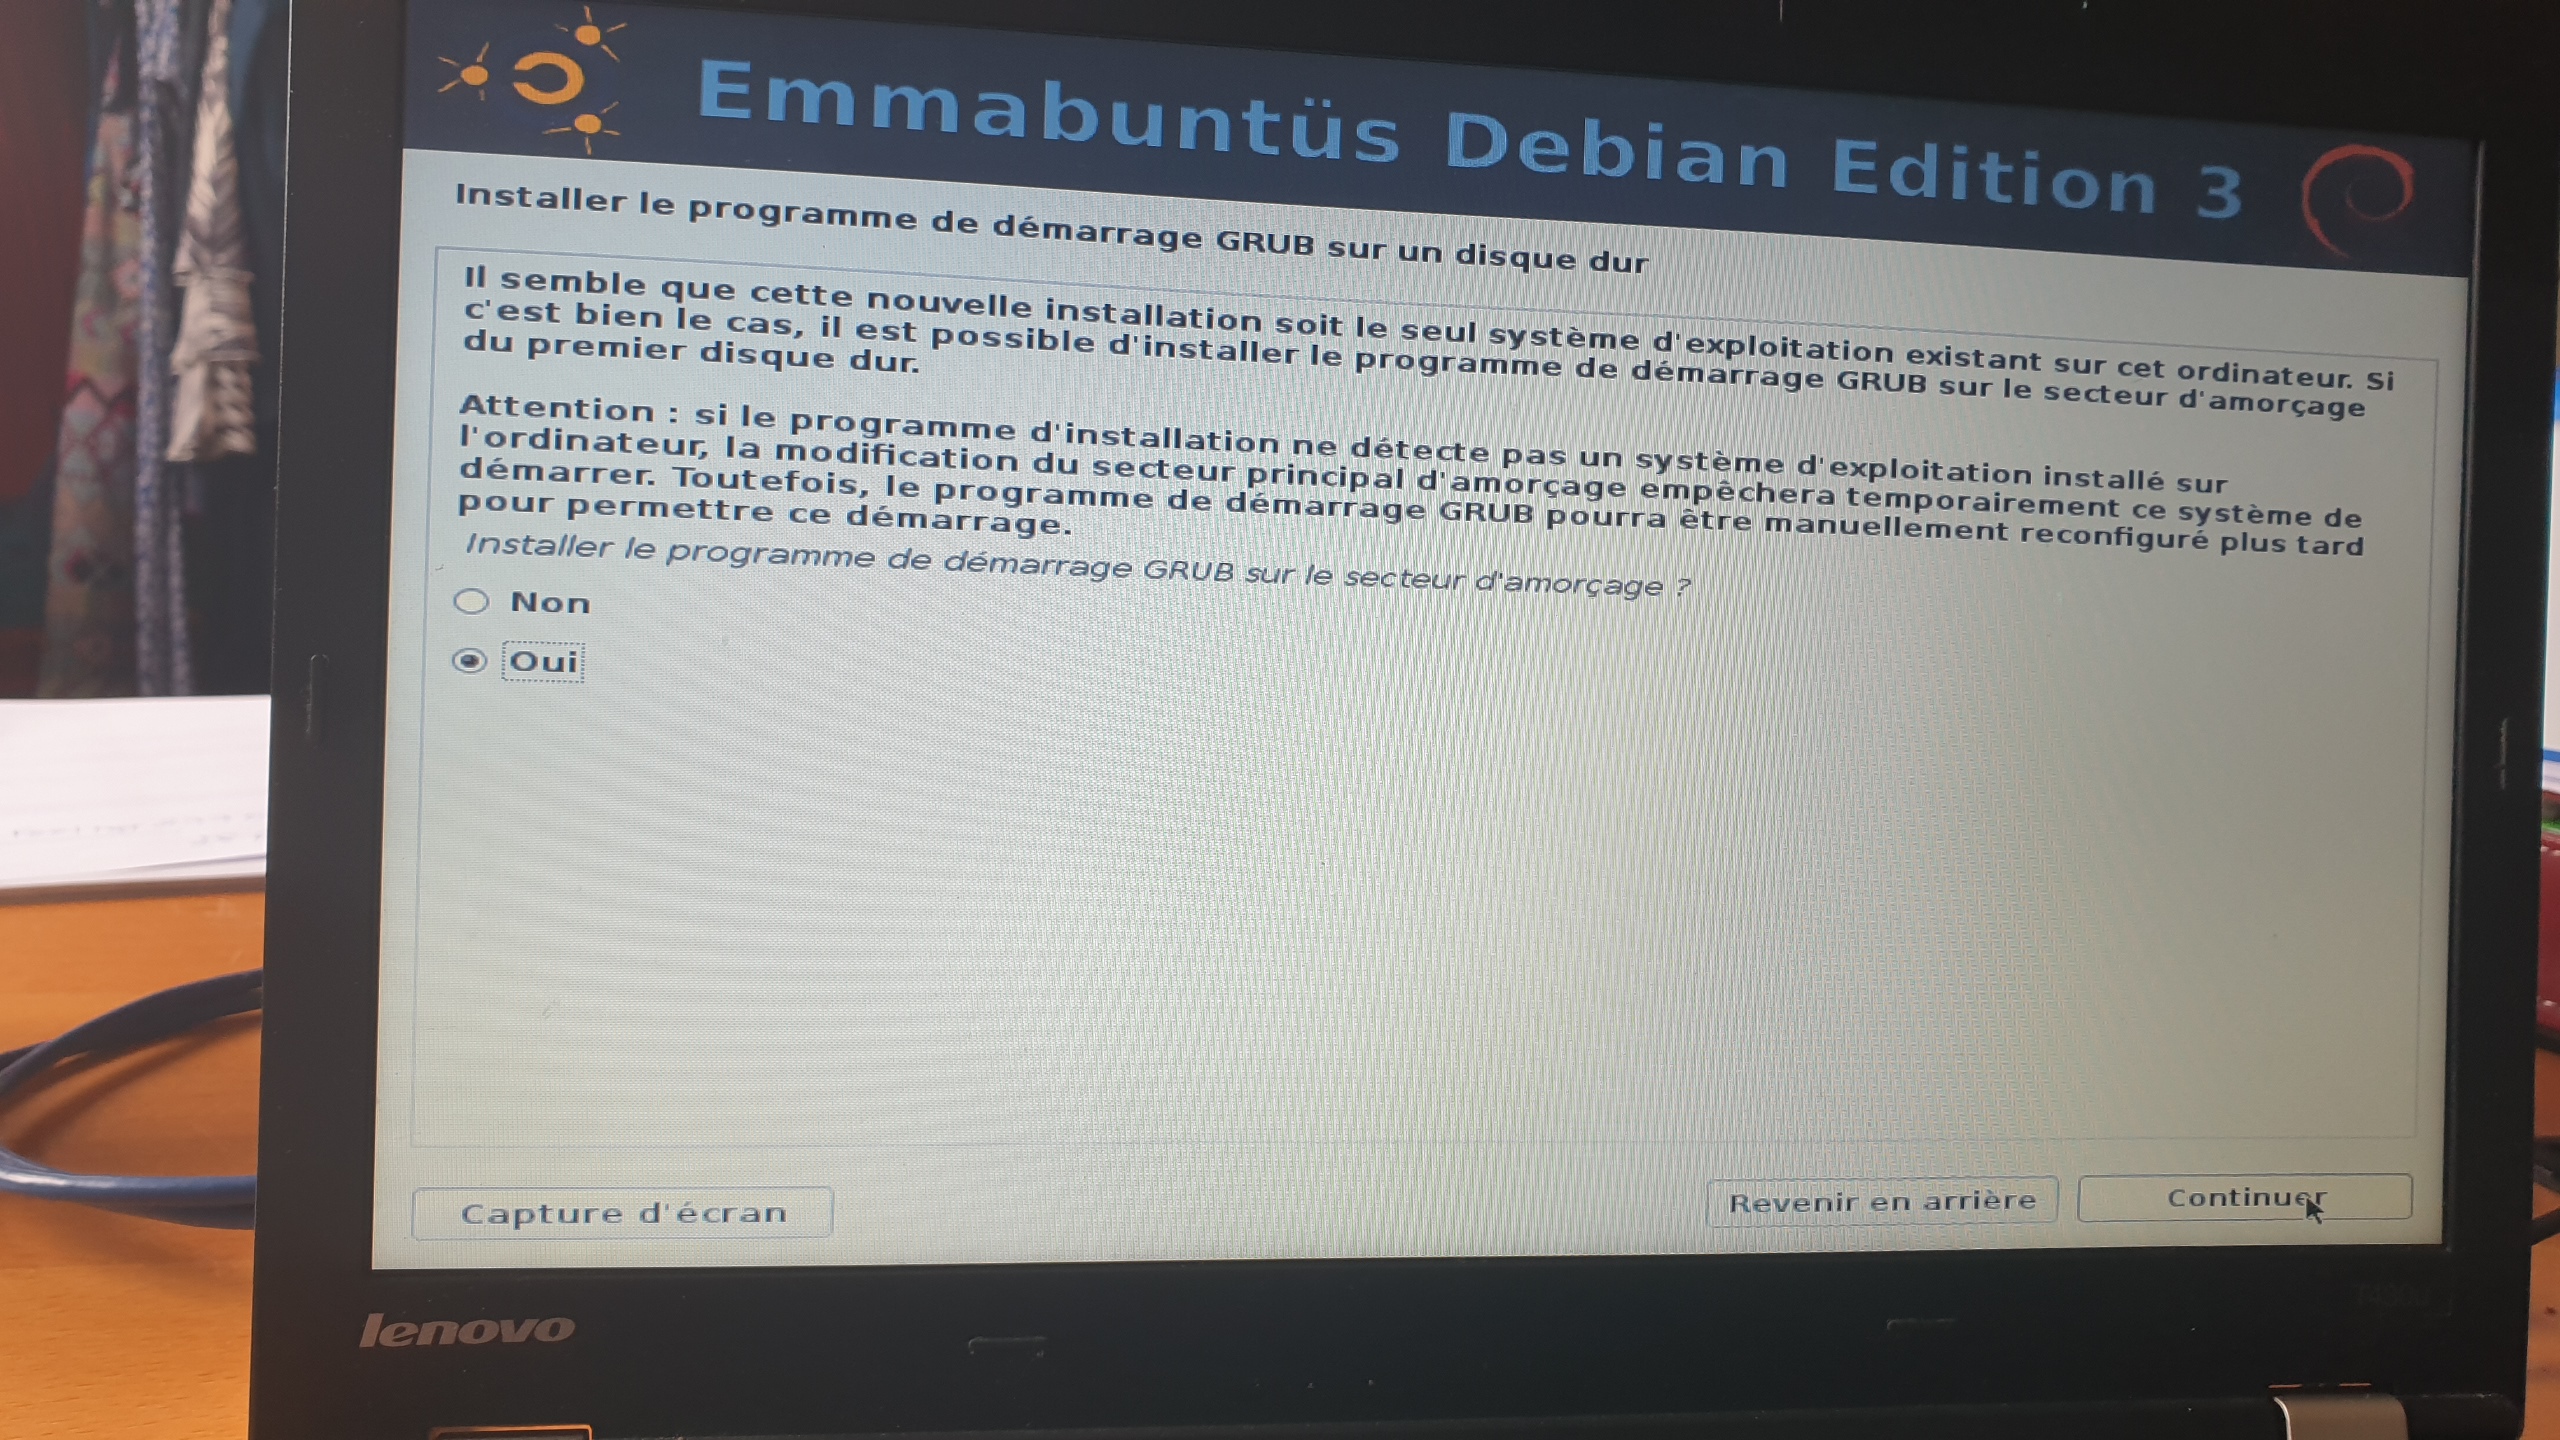 Emmabuntüs Debian Edition 3
Installer le programme de démarrage GRUB sur un disque dur
Il semble que cette nouvelle installation soit le seul système d'exploitation existant sur cet ordinateur. Si
c'est bien le cas, il est possible d'installer le programme de démarrage GRUB sur le secteur d'amorçage
du premier disque dur.
Attention : si le programme d'installation ne détecte pas un système d'exploitation installé sur
l'ordinateur, la modification du secteur principal d'amorçage empêchera temporairement ce système de
démarrer. Toutefois, le programme de démarrage GRUB pourra être manuellement reconfiguré plus tard
pour permettre ce démarrage.
Installer le programme de démarrage GRUB sur le secteur d'amorçage ?
Non
Oui
Capture d'écran
Revenir en arrière
Continuer
lenovo